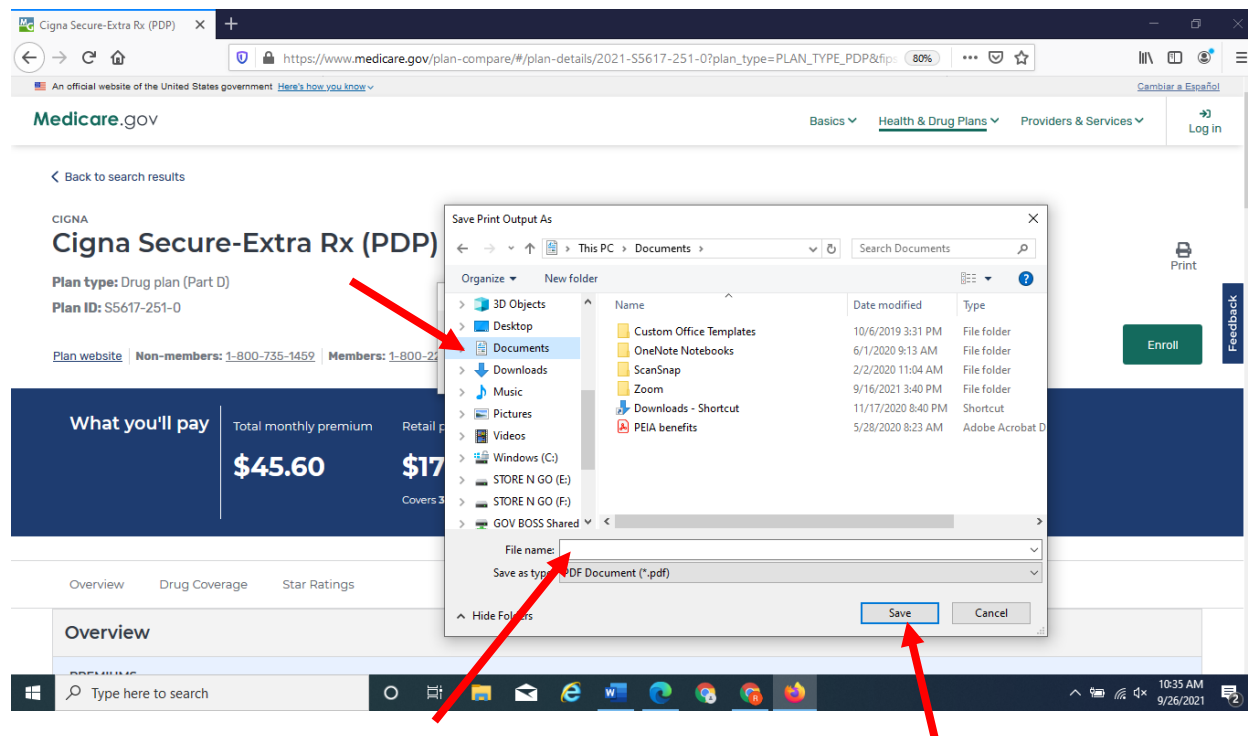 Cigna Secure-Extra Rx (PDP)
https://www.medicare.gov/plan-compare/#/plan-details/2021-S5617-251-0?plan_type=PLAN_TYPE_PDP&fips 80%
An official website of the United States government Here's how you know
Cambiar a Español
Medicare.gov
Basics Health & Drug Plans Providers & Services Log in
Back to search results
CIGNA
Cigna Secure-Extra Rx (PDP)
Print
Plan type: Drug plan (Part D)
Plan ID: S5617-251-0
Feedback
Enroll
Plan website Non-members: 1-800-735-1459 Members: 1-800-22
What you'll pay
Total monthly premium
$45.60
Retail p
$17
Covers 3
Overview Drug Coverage Star Ratings
Overview
PREMIUMS
Save Print Output As
This PC > Documents >
Search Documents
Organize New folder
3D Objects
Desktop
Documents
Downloads
Music
Pictures
Videos
Windows (C:)
STORE N GO (E:)
STORE N GO (F:)
GOV BOSS Shared
Name Date modified Type
Custom Office Templates 10/6/2019 3:31 PM File folder
OneNote Notebooks 6/1/2020 9:13 AM File folder
ScanSnap 2/2/2020 11:04 AM File folder
Zoom 9/16/2021 3:40 PM File folder
Downloads - Shortcut 11/17/2020 8:40 PM Shortcut
PEIA benefits 5/28/2020 8:23 AM Adobe Acrobat D
File name:
Save as type: PDF Document (*.pdf)
Hide Folders
Save Cancel
Type here to search
10:35 AM
9/26/2021
2